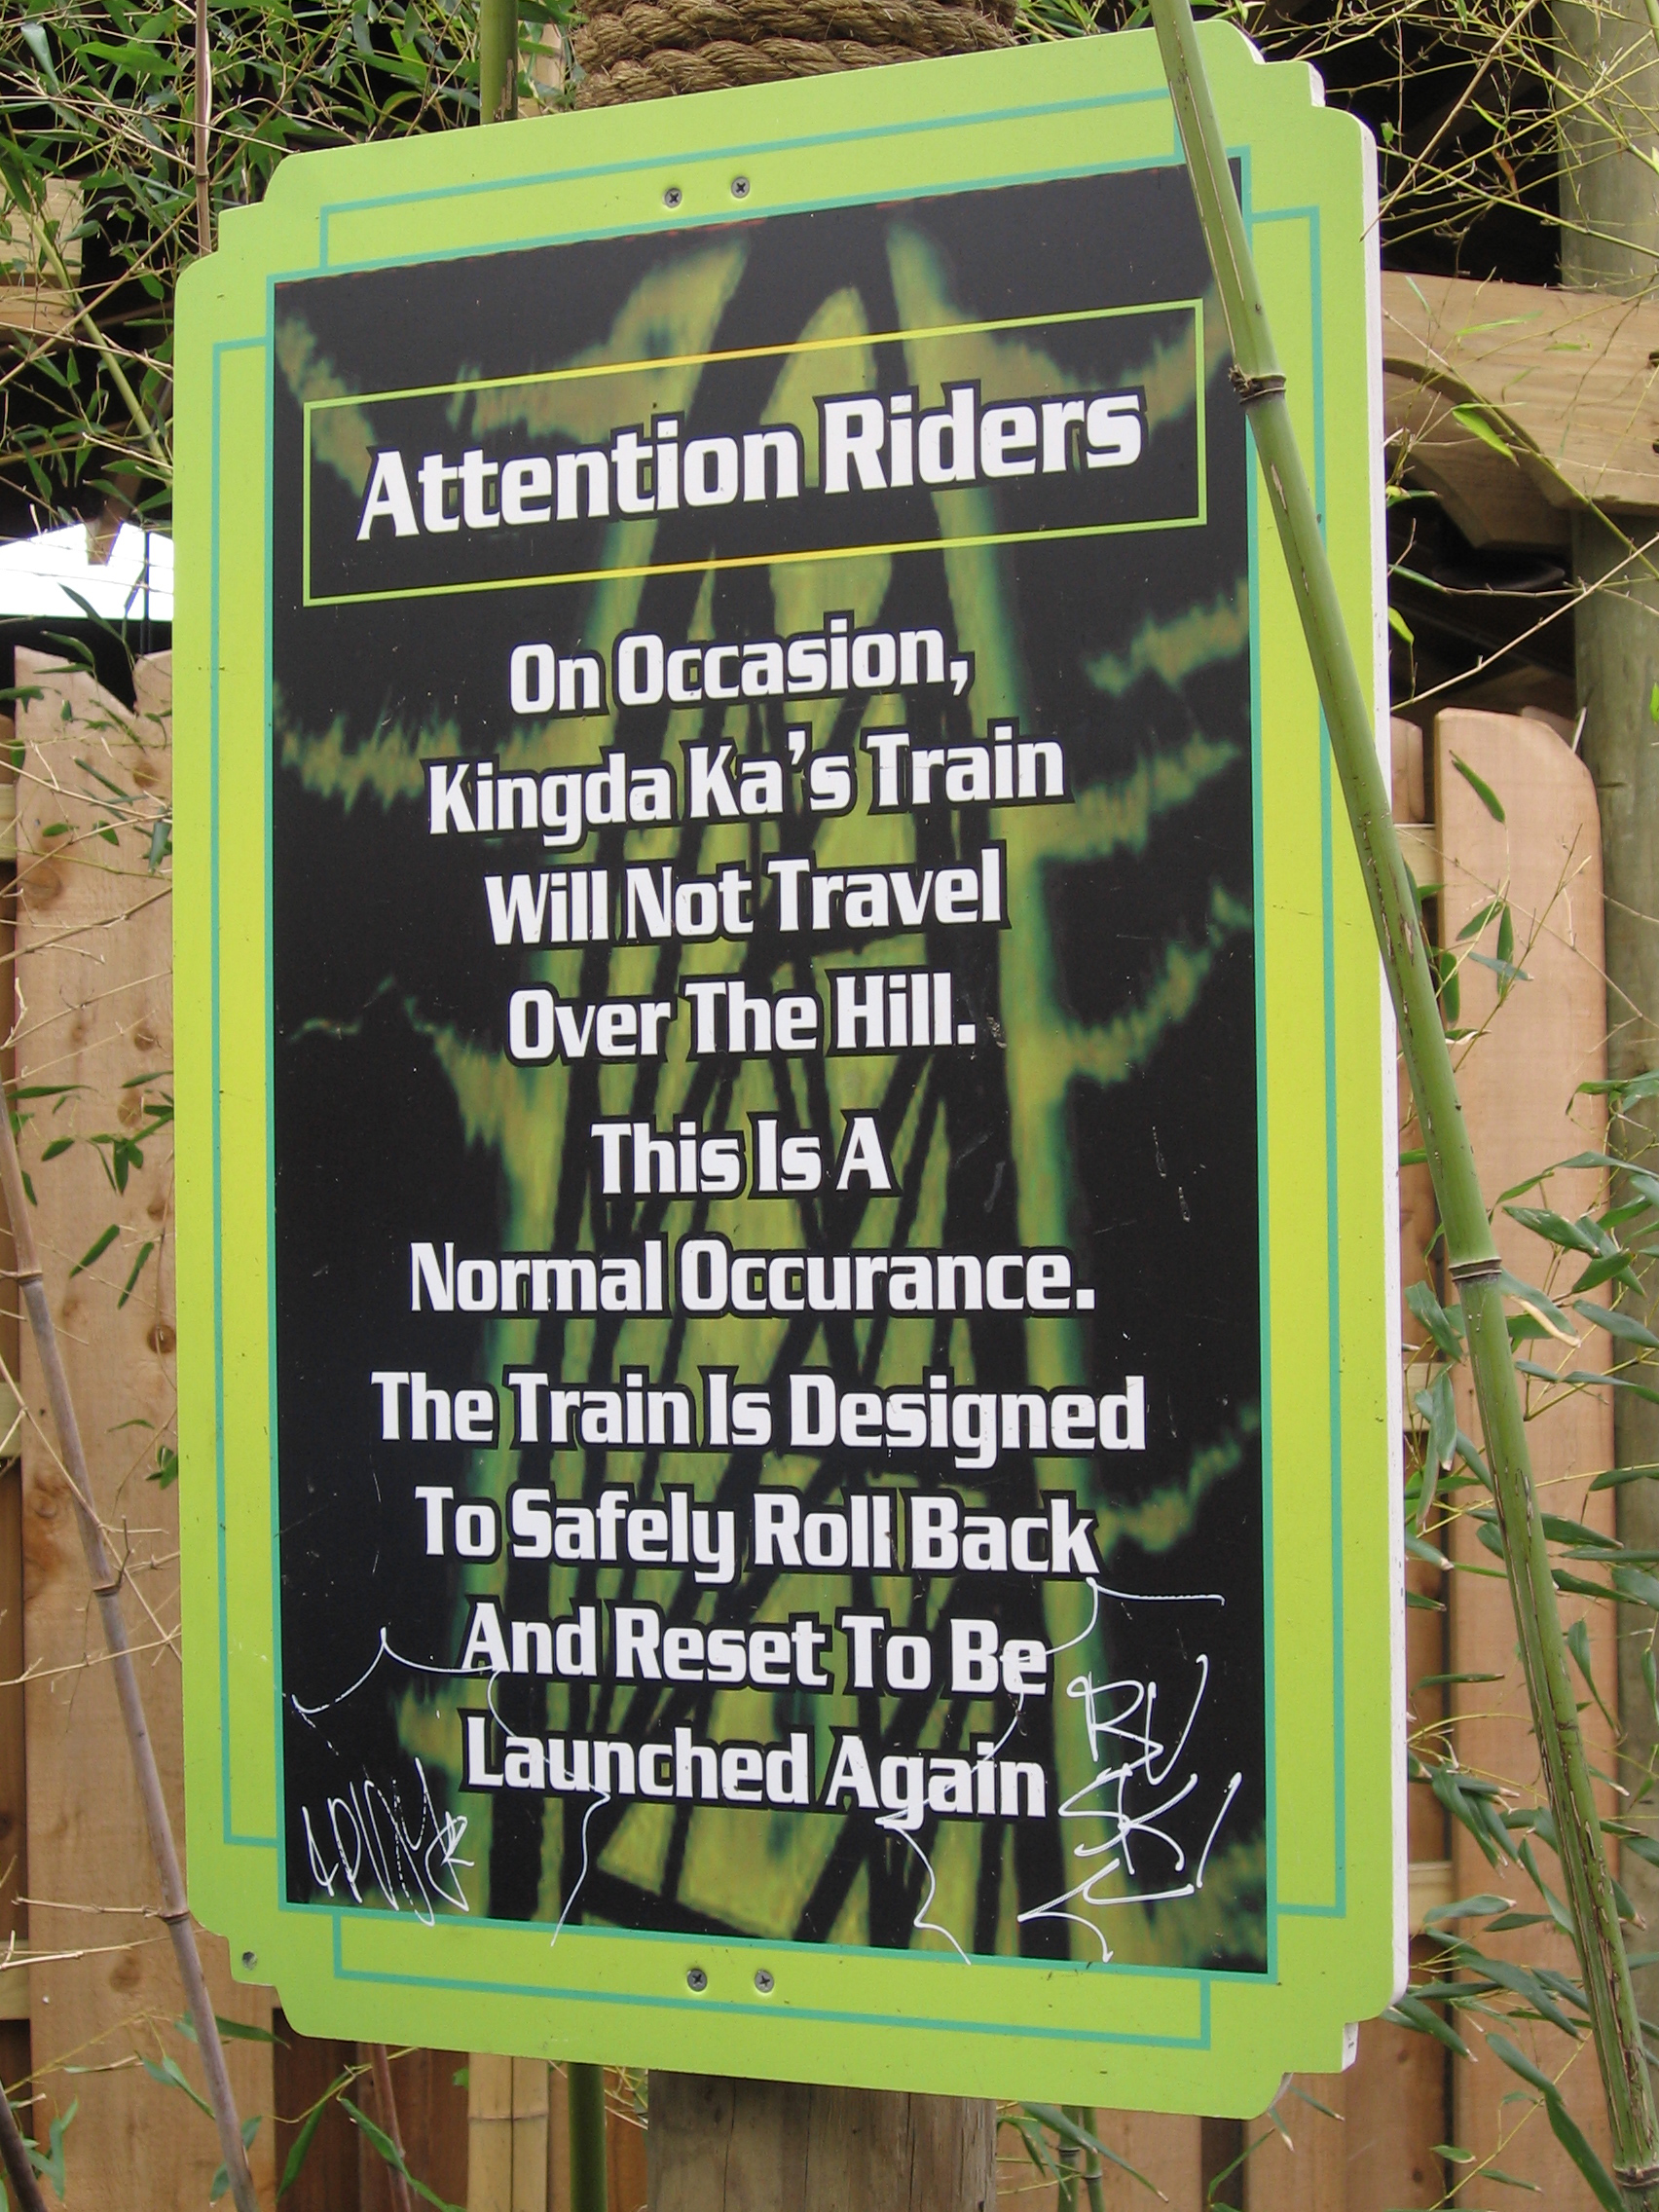 Attention Riders
On Occasion,
Kingda Ka's Train
Will Not Travel
Over The Hill.
This Is A
Normal Occurance.
The Train Is Designed
To Safely Roll Back
And Reset To Be
Launched Again